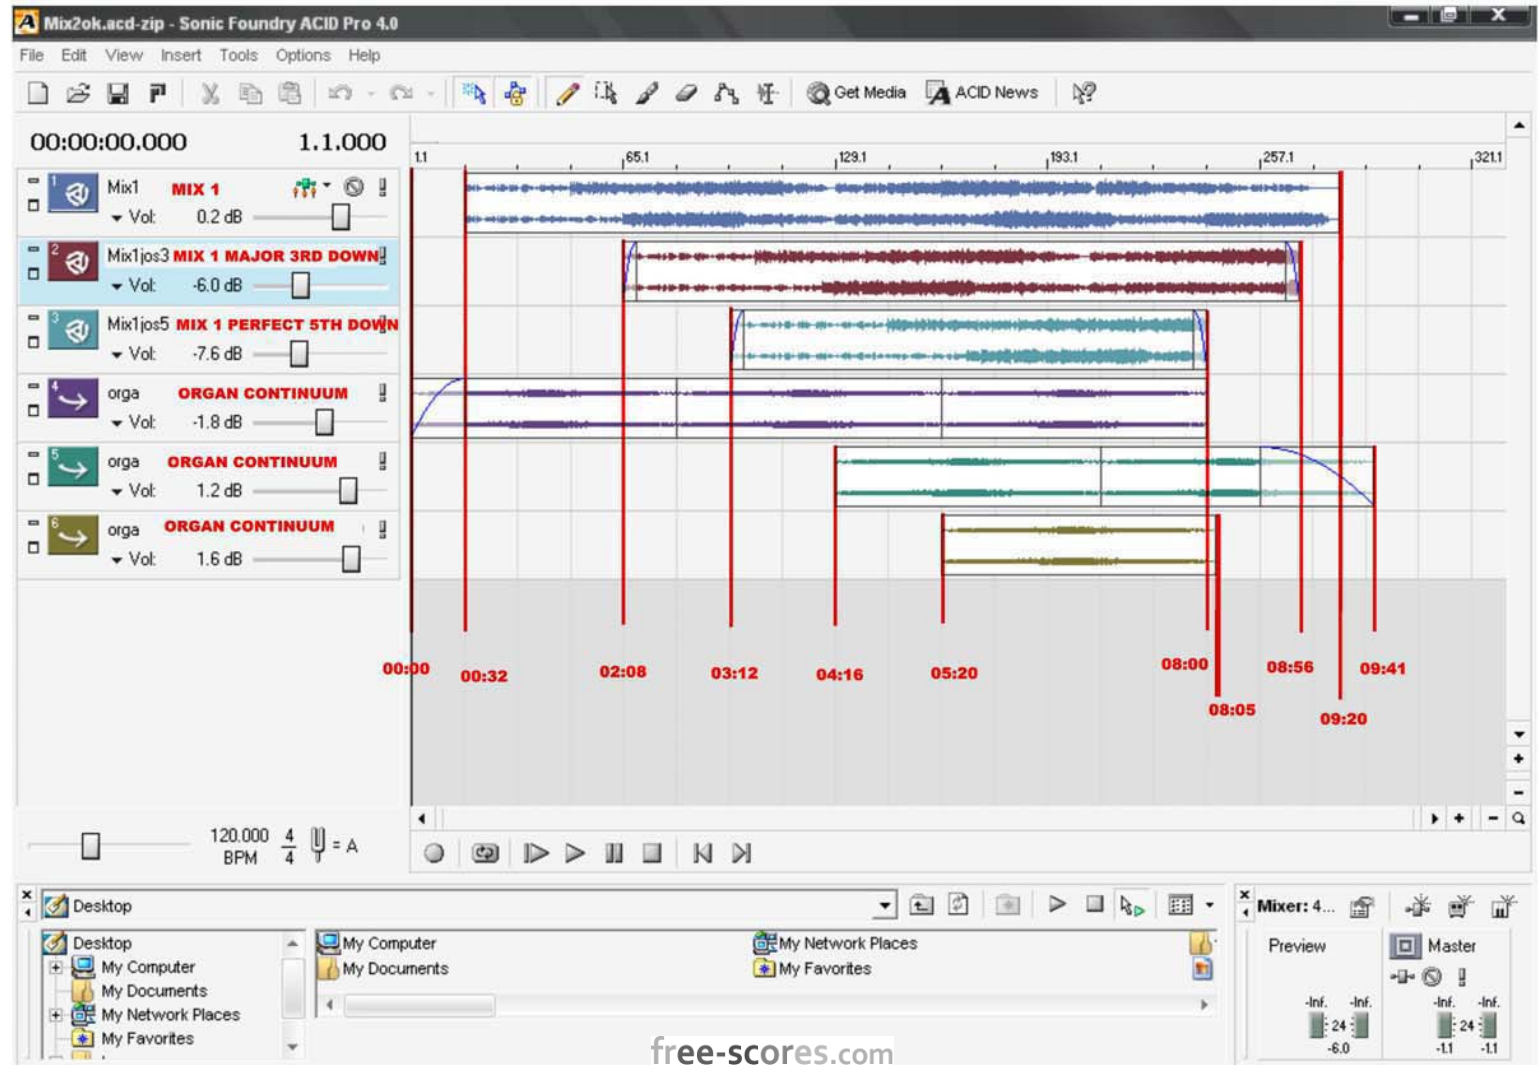 Mix2ok.acd-zip - Sonic Foundry ACID Pro 4.0
File Edit View Insert Tools Options Help
Get Media ACID News
00:00:00.000 1.1.000
1.1 65.1 129.1 193.1 257.1 321.1
1 Mix1 MIX 1
Vol: 0.2 dB
2 Mix1jos3 MIX 1 MAJOR 3RD DOWN
Vol: -6.0 dB
3 Mix1jos5 MIX 1 PERFECT 5TH DOWN
Vol: -7.6 dB
4 orga ORGAN CONTINUUM
Vol: -1.8 dB
5 orga ORGAN CONTINUUM
Vol: 1.2 dB
6 orga ORGAN CONTINUUM
Vol: 1.6 dB
00:00 00:32 02:08 03:12 04:16 05:20 08:00 08:56 09:41
08:05 09:20
120.000 4
BPM 4 = A
Desktop
Mixer: 4...
Desktop
My Computer
My Documents
My Network Places
My Favorites
My Computer My Network Places
My Documents My Favorites
Preview Master
-Inf. -Inf. -Inf. -Inf.
24 24
-6.0 -1.1 -1.1
free-scores.com